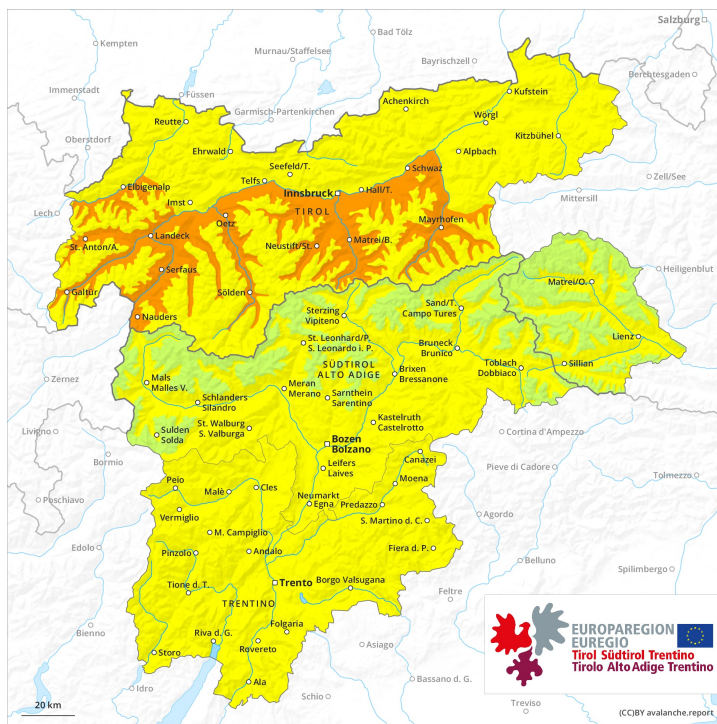 Salzburg
Kempten
Bad Tölz
Murnau/Staffelsee
Bayrischzell
Berchtesgaden
Immenstadt
Füssen
Garmisch-Partenkirchen
Achenkirch
Kufstein
Reutte
Wörgl
Oberstdorf
Ehrwald
Kitzbühel
Alpbach
Seefeld/T.
Schwaz
Zell/See
Elbigenalp
Telfs
Innsbruck
Hall/T.
Mittersill
Imst
TIROL
Lech
Oetz
Mayrhofen
St. Anton/A.
Landeck
Neustift/St.
Matrei/B.
Heiligenblut
Serfaus
Matrei/O.
Galtür
Sölden
Sand/T.
Campo Tures
Nauders
Sterzing
Vipiteno
Lienz
St. Leonhard/P.
S. Leonardo i. P.
Bruneck
Brunico
Sillian
Zernez
SÜDTIROL
ALTO ADIGE
Toblach
Dobbiaco
Mals
Malles V.
Meran
Merano
Brixen
Bressanone
Schlanders
Silandro
Sarnthein
Sarentino
Livigno
St. Walburg
S. Valburga
Kastelruth
Castelrotto
Sulden
Solda
Cortina d'Ampezzo
Bozen
Bolzano
Bormio
Canazei
Pieve di Cadore
Leifers
Laives
Tolmezzo
Poschiavo
Peio
Malè
Cles
Moena
Neumarkt
Egna
Predazzo
Vermiglio
Agordo
S. Martino d. C.
M. Campiglio
Edolo
Pinzolo
Andalo
Fiera d. P.
Belluno
Spilimbergo
Tione d. T.
Trento
Borgo Valsugana
Feltre
TRENTINO
Bienno
Folgaria
Riva d. G.
Rovereto
Asiago
Storo
Bassano d. G.
Idro
Ala
Schio
Treviso
EUROPAREGION
EUREGIO
Tirol Südtirol Trentino
Tirolo Alto Adige Trentino
20 km
(CC)BY avalanche.report